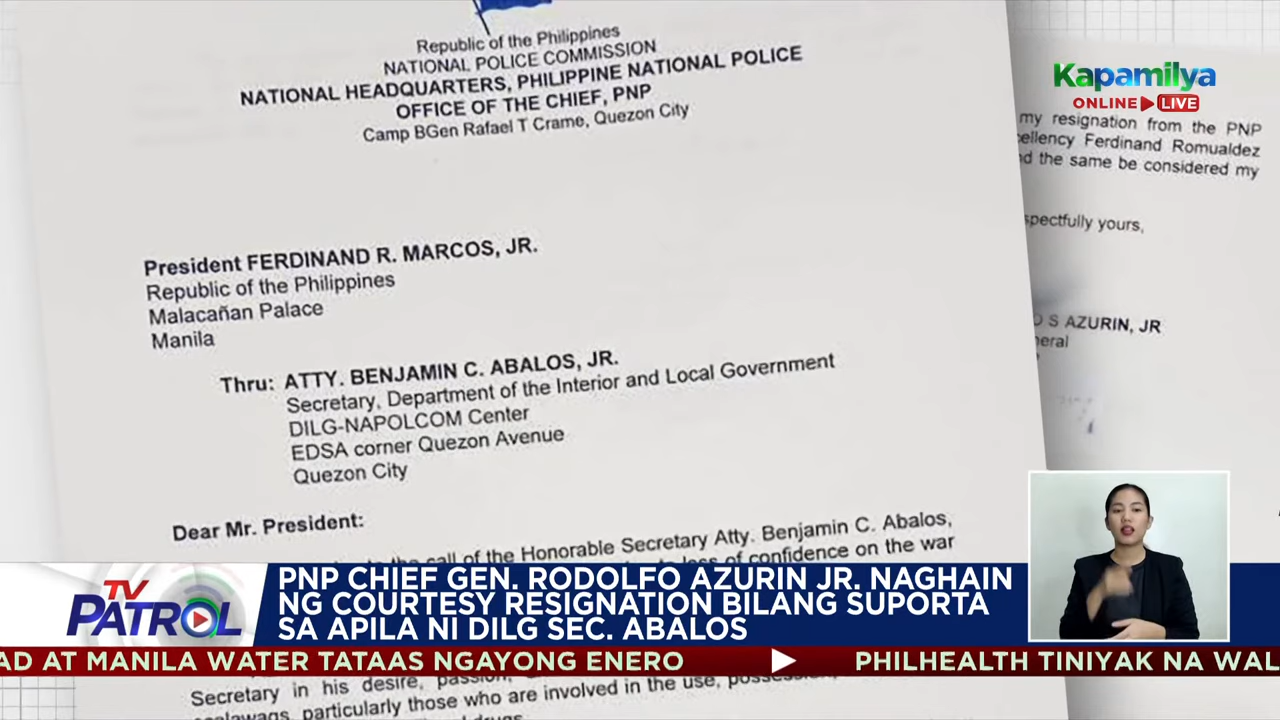 Republic of the Philippines
NATIONAL POLICE COMMISSION
NATIONAL HEADQUARTERS, PHILIPPINE NATIONAL POLICE
OFFICE OF THE CHIEF, PNP
Camp BGen Rafael T Crame, Quezon City
President FERDINAND R. MARCOS, JR.
Republic of the Philippines
Malacañan Palace
Manila
Thru: ATTY. BENJAMIN C. ABALOS, JR.
Secretary, Department of the Interior and Local Government
DILG-NAPOLCOM Center
EDSA corner Quezon Avenue
Quezon City
Dear Mr. President:
call of the Honorable Secretary Atty. Benjamin C. Abalos,
of confidence on the war
Secretary in his desire,
particularly those who are involved in the use,
Kapamilya
ONLINE LIVE
my resignation from the PNP
Ferdinand Romualdez
the same be considered my
yours,
S AZURIN, JR
TV PATROL
PNP CHIEF GEN. RODOLFO AZURIN JR. NAGHAIN
NG COURTESY RESIGNATION BILANG SUPORTA
SA APILA NI DILG SEC. ABALOS
AT MANILA WATER TATAAS NGAYONG ENERO
PHILHEALTH TINIYAK NA WAL